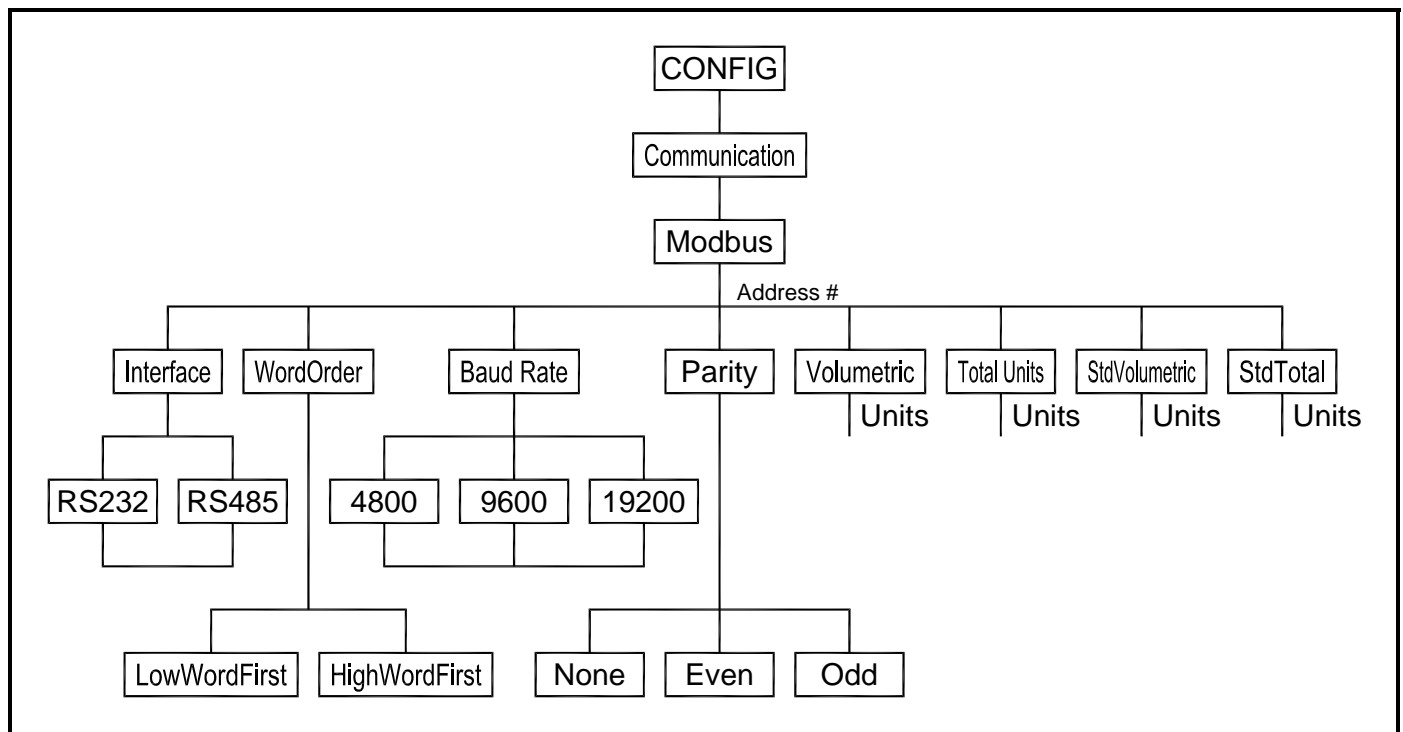 CONFIG
Communication
Modbus
Address #
Interface WordOrder Baud Rate Parity Volumetric Total Units StdVolumetric StdTotal
Units Units Units Units
RS232 RS485 4800 9600 19200
LowWordFirst HighWordFirst None Even Odd